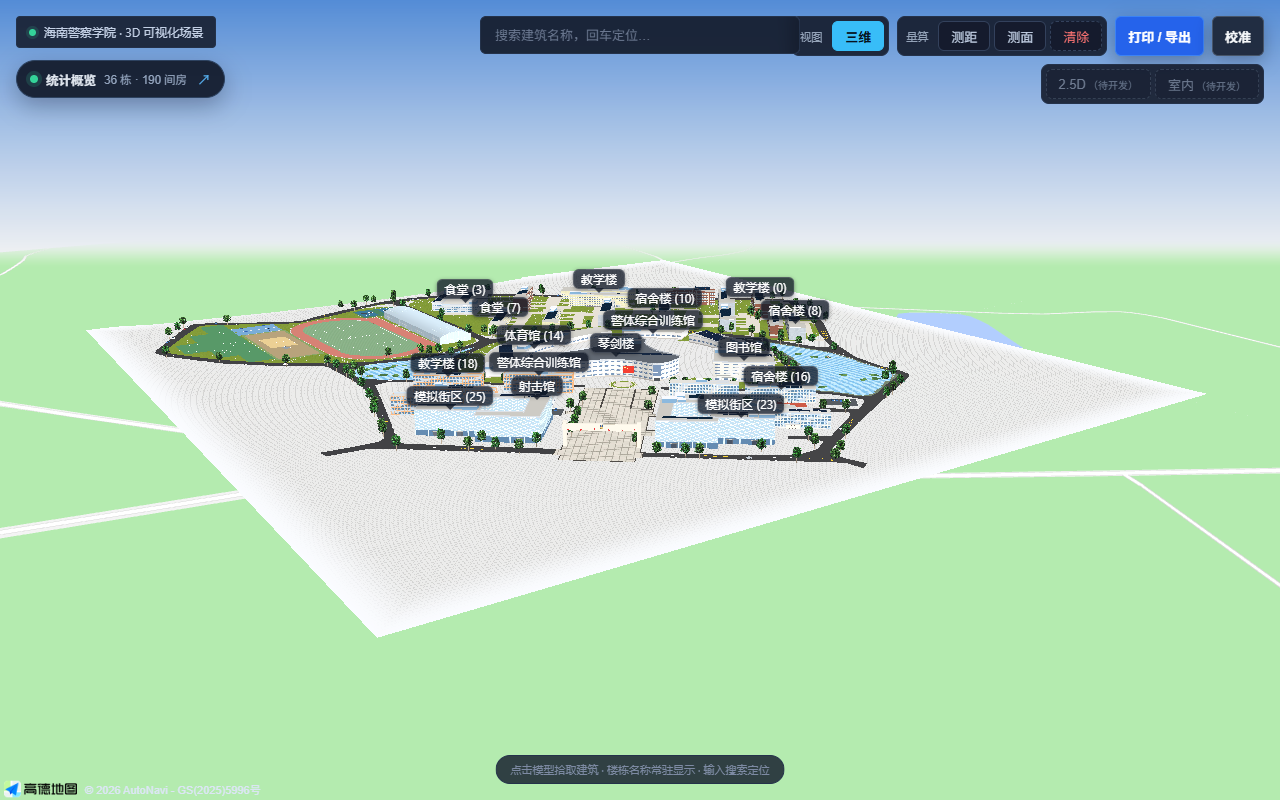 海南警察学院 · 3D 可视化场景
搜索建筑名称，回车定位…
视图
三维
量算
测距
测面
清除
打印 / 导出
校准
统计概览 36 栋 · 190 间房 ↗
2.5D（待开发）
室内（待开发）
教学楼
食堂 (3)
教学楼 (0)
宿舍楼 (10)
食堂 (7)
宿舍楼 (8)
警体综合训练馆
体育馆 (14)
琴剑楼
图书馆
教学楼 (18)
警体综合训练馆
宿舍楼 (16)
射击馆
模拟街区 (25)
模拟街区 (23)
点击模型拾取建筑 · 楼栋名称常驻显示 · 输入搜索定位
高德地图 © 2026 AutoNavi - GS(2025)5996号